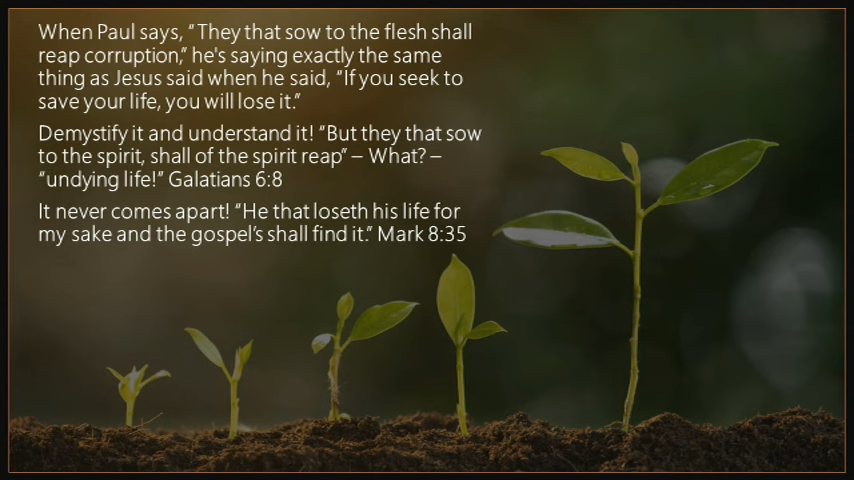 When Paul says, “They that sow to the flesh shall
reap corruption,” he's saying exactly the same
thing as Jesus said when he said, “If you seek to
save your life, you will lose it.”
Demystify it and understand it! “But they that sow
to the spirit, shall of the spirit reap” – What? –
“undying life!” Galatians 6:8
It never comes apart! “He that loseth his life for
my sake and the gospel’s shall find it.” Mark 8:35